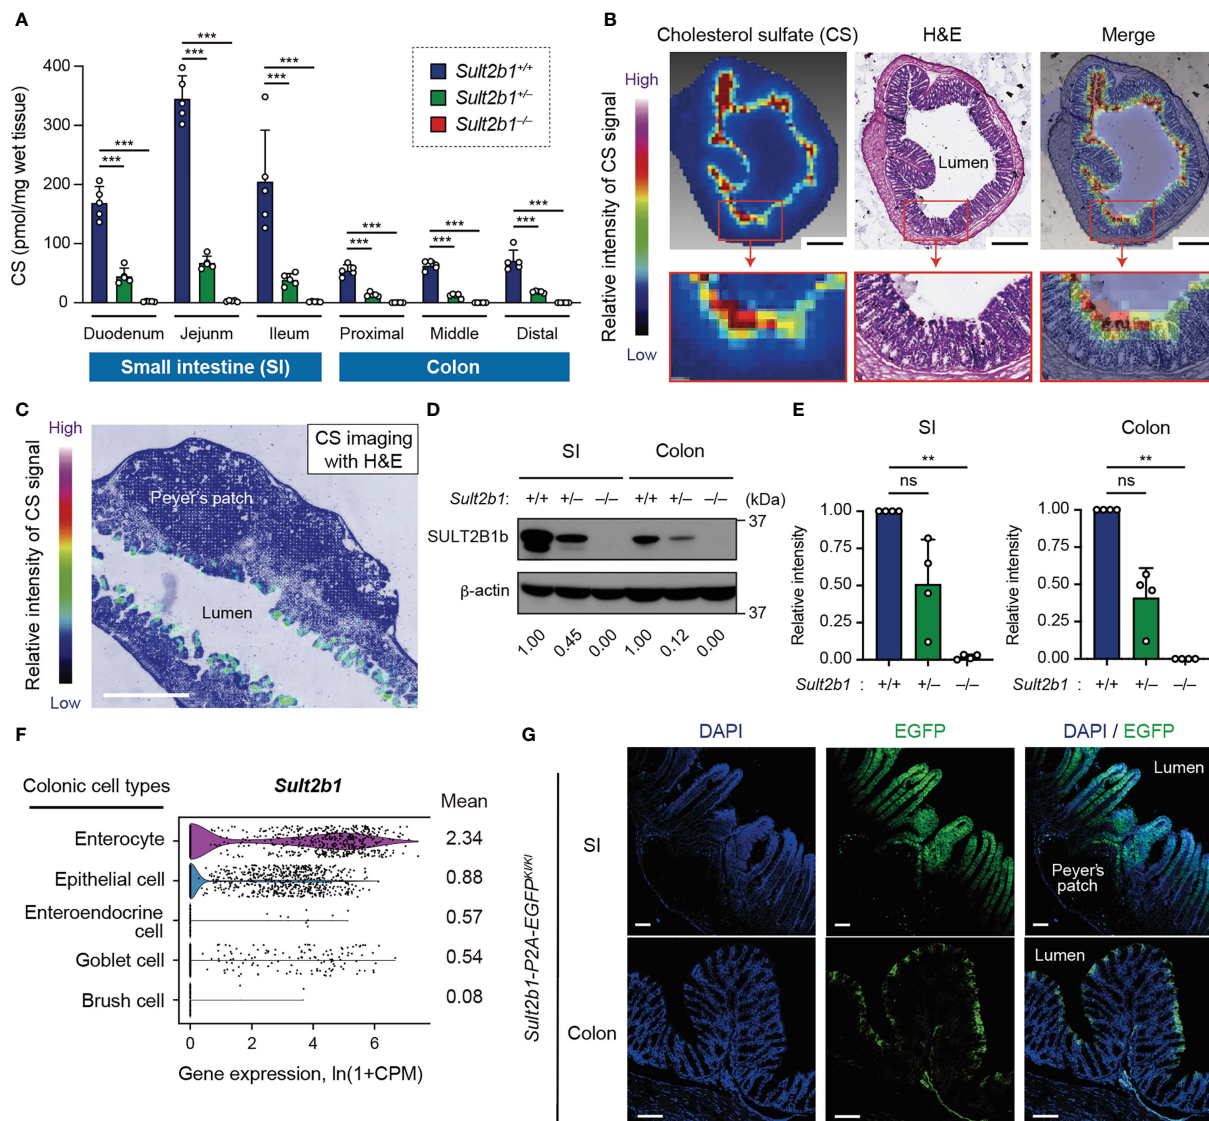 A
CS (pmol/mg wet tissue)
400
300
200
100
0
***
***
***
***
***
***
***
***
***
***
***
***
Sult2b1+/+
Sult2b1+/–
Sult2b1–/–
Duodenum
Jejunm
Ileum
Proximal
Middle
Distal
Small intestine (SI)
Colon
B
Cholesterol sulfate (CS)
H&E
Merge
High
Relative intensity of CS signal
Low
Lumen
C
High
Relative intensity of CS signal
Low
CS imaging
with H&E
Peyer's patch
Lumen
D
SI
Colon
Sult2b1:
+/+
+/–
–/–
+/+
+/–
–/–
(kDa)
SULT2B1b
37
β-actin
37
1.00
0.45
0.00
1.00
0.12
0.00
E
SI
**
ns
Relative intensity
1.00
0.75
0.50
0.25
0.00
Sult2b1 :
+/+
+/–
–/–
Colon
**
ns
Relative intensity
1.00
0.75
0.50
0.25
0.00
Sult2b1 :
+/+
+/–
–/–
F
Colonic cell types
Sult2b1
Mean
Enterocyte
2.34
Epithelial cell
0.88
Enteroendocrine
cell
0.57
Goblet cell
0.54
Brush cell
0.08
0
2
4
6
Gene expression, ln(1+CPM)
G
DAPI
EGFP
DAPI / EGFP
Sult2b1-P2A-EGFPKI/KI
SI
Lumen
Peyer's
patch
Colon
Lumen